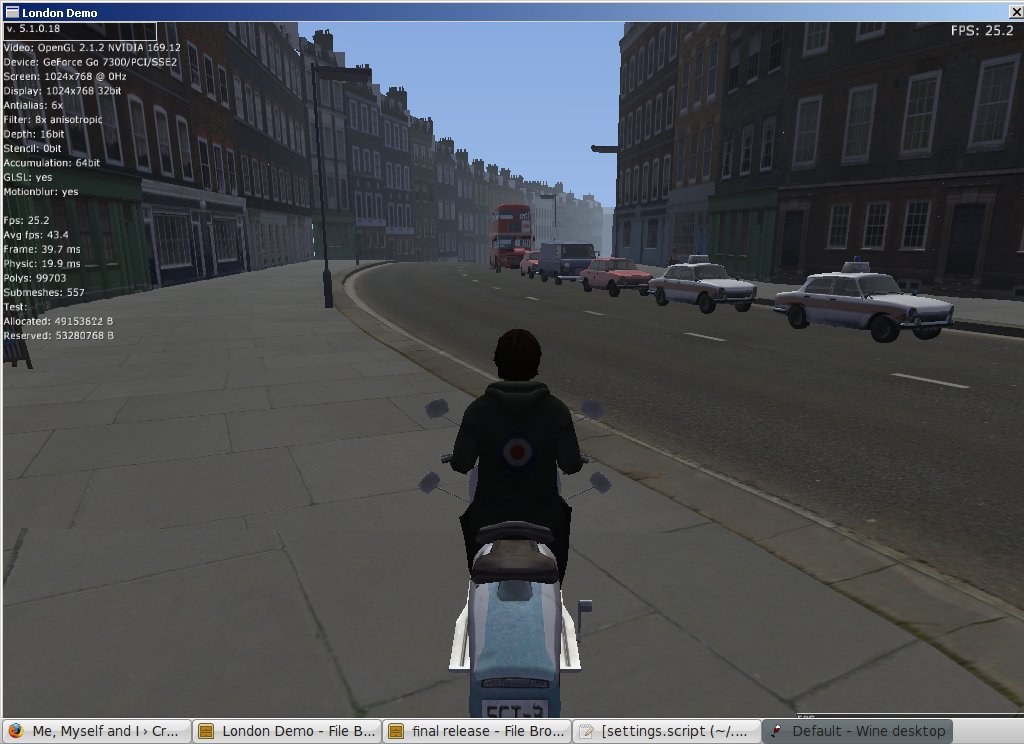 London Demo
v. 5.1.0.18
FPS: 25.2
Video: OpenGL 2.1.2 NVIDIA 169.12
Device: GeForce Go 7300/PCI/SSE2
Screen: 1024x768 @ 0Hz
Display: 1024x768 32bit
Antialias: 6x
Filter: 8x anisotropic
Depth: 16bit
Stencil: 0bit
Accumulation: 64bit
GLSL: yes
Motionblur: yes
Fps: 25.2
Avg fps: 43.4
Frame: 39.7 ms
Physic: 19.9 ms
Polys: 99703
Submeshes: 557
Test:
Allocated: 49153612 B
Reserved: 53280768 B
Me, Myself and I › Cr...
London Demo - File B...
final release - File Bro...
[settings.script (~/....
Default - Wine desktop